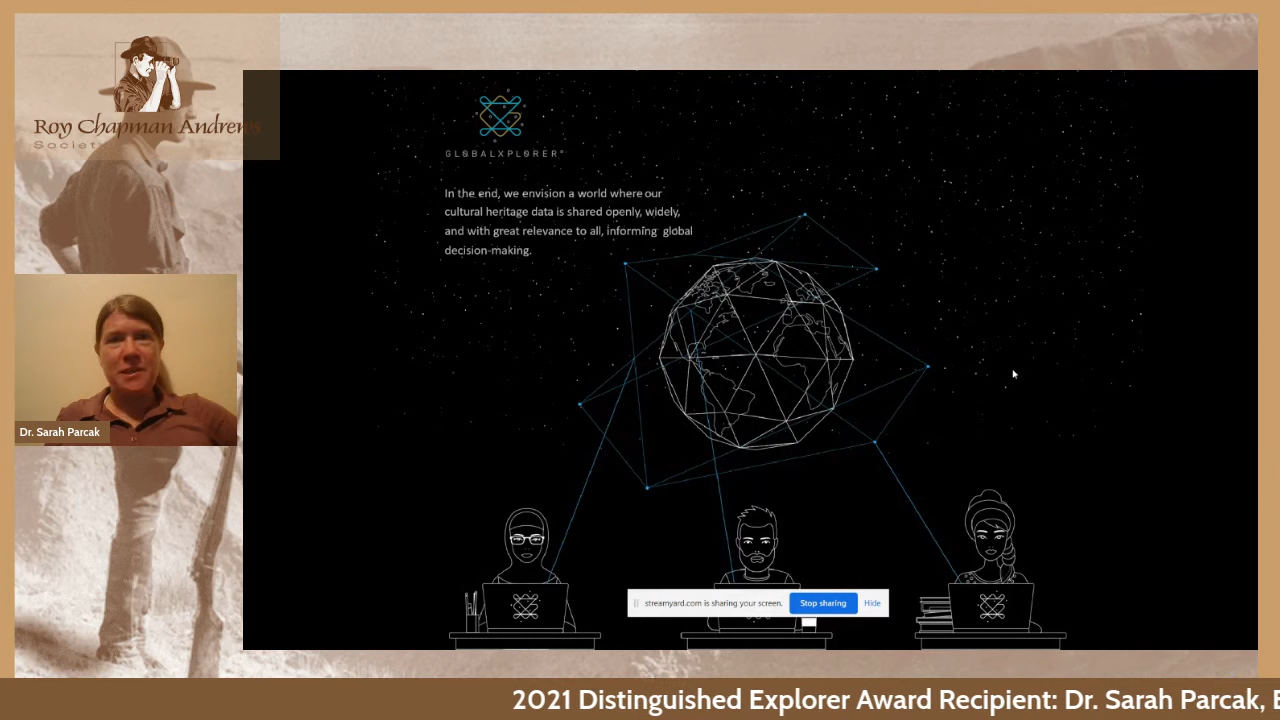 Roy Chapman Andrews
Society
GLOBALXPLORER°
In the end, we envision a world where our
cultural heritage data is shared openly, widely,
and with great relevance to all, informing global
decision-making.
Dr. Sarah Parcak
streamyard.com is sharing your screen.
Stop sharing
Hide
2021 Distinguished Explorer Award Recipient: Dr. Sarah Parcak, E